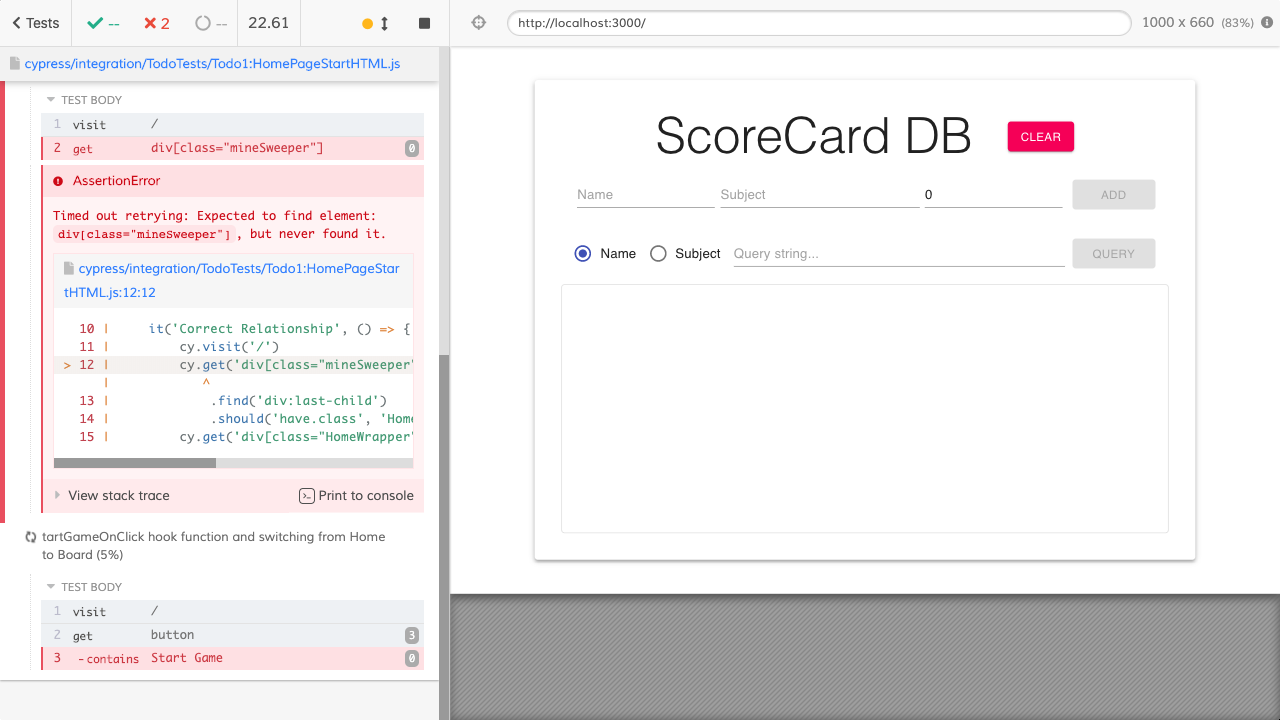 Tests
--
2
--
22.61
http://localhost:3000/
1000 x 660 (83%)
cypress/integration/TodoTests/Todo1:HomePageStartHTML.js
TEST BODY
1 visit /
2 get div[class="mineSweeper"] 0
AssertionError
Timed out retrying: Expected to find element:
div[class="mineSweeper"], but never found it.
cypress/integration/TodoTests/Todo1:HomePageStar
tHTML.js:12:12
10 | it('Correct Relationship', () => {
11 | cy.visit('/')
> 12 | cy.get('div[class="mineSweeper"
| ^
13 | .find('div:last-child')
14 | .should('have.class', 'Home
15 | cy.get('div[class="HomeWrapper"
View stack trace
Print to console
tartGameOnClick hook function and switching from Home
to Board (5%)
TEST BODY
1 visit /
2 get button 3
3 -contains Start Game 0
ScoreCard DB
CLEAR
Name Subject 0 ADD
Name Subject Query string... QUERY